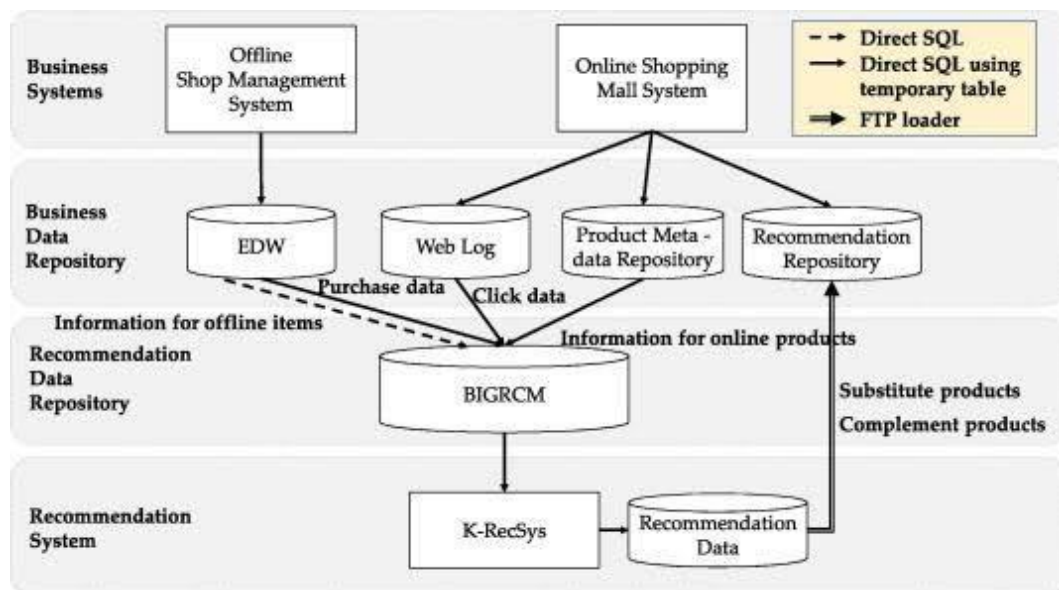 Business
Systems
Offline
Shop Management
System
Online Shopping
Mall System
Direct SQL
Direct SQL using
temporary table
FTP loader
Business
Data
Repository
EDW
Web Log
Product Meta -
data Repository
Recommendation
Repository
Purchase data
Click data
Information for offline items
Information for online products
Recommendation
Data
Repository
BIGRCM
Substitute products
Complement products
Recommendation
System
K-RecSys
Recommendation
Data